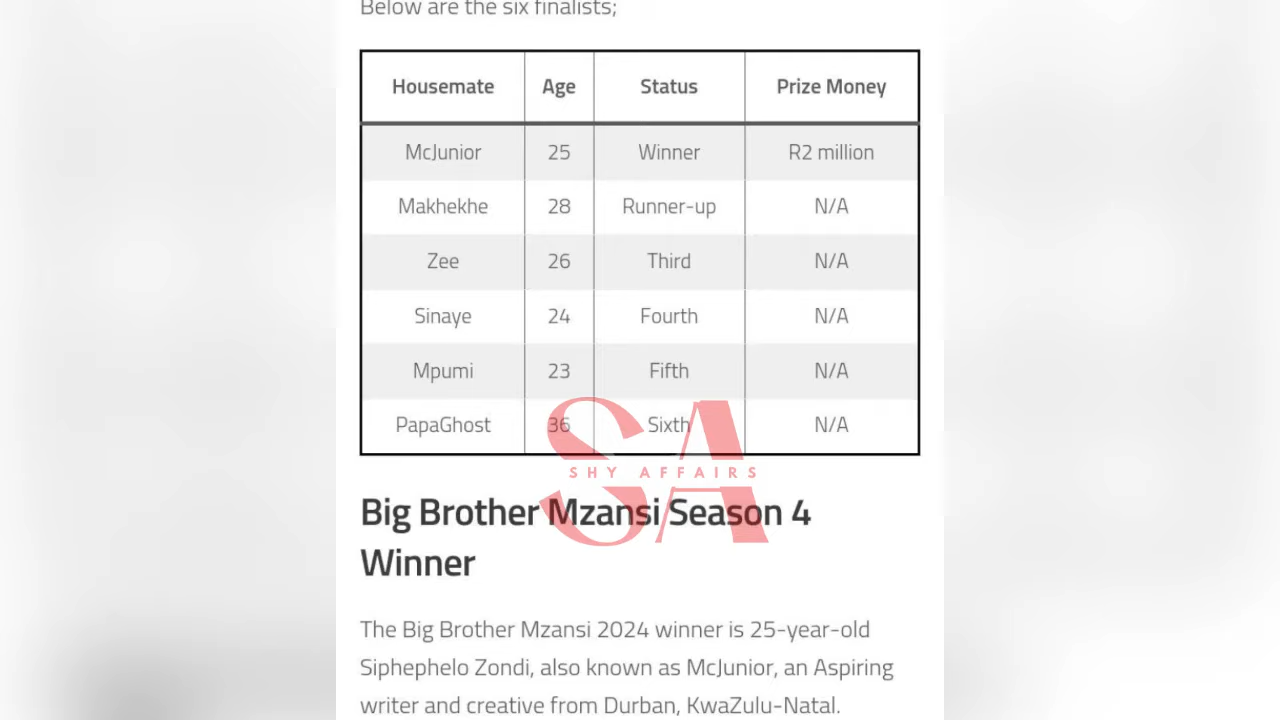 Below are the six finalists;
Housemate Age Status Prize Money
McJunior 25 Winner R2 million
Makhekhe 28 Runner-up N/A
Zee 26 Third N/A
Sinaye 24 Fourth N/A
Mpumi 23 Fifth N/A
PapaGhost 36 Sixth N/A
SA
SHY AFFAIRS
Big Brother Mzansi Season 4
Winner
The Big Brother Mzansi 2024 winner is 25-year-old
Siphephelo Zondi, also known as McJunior, an Aspiring
writer and creative from Durban, KwaZulu-Natal.